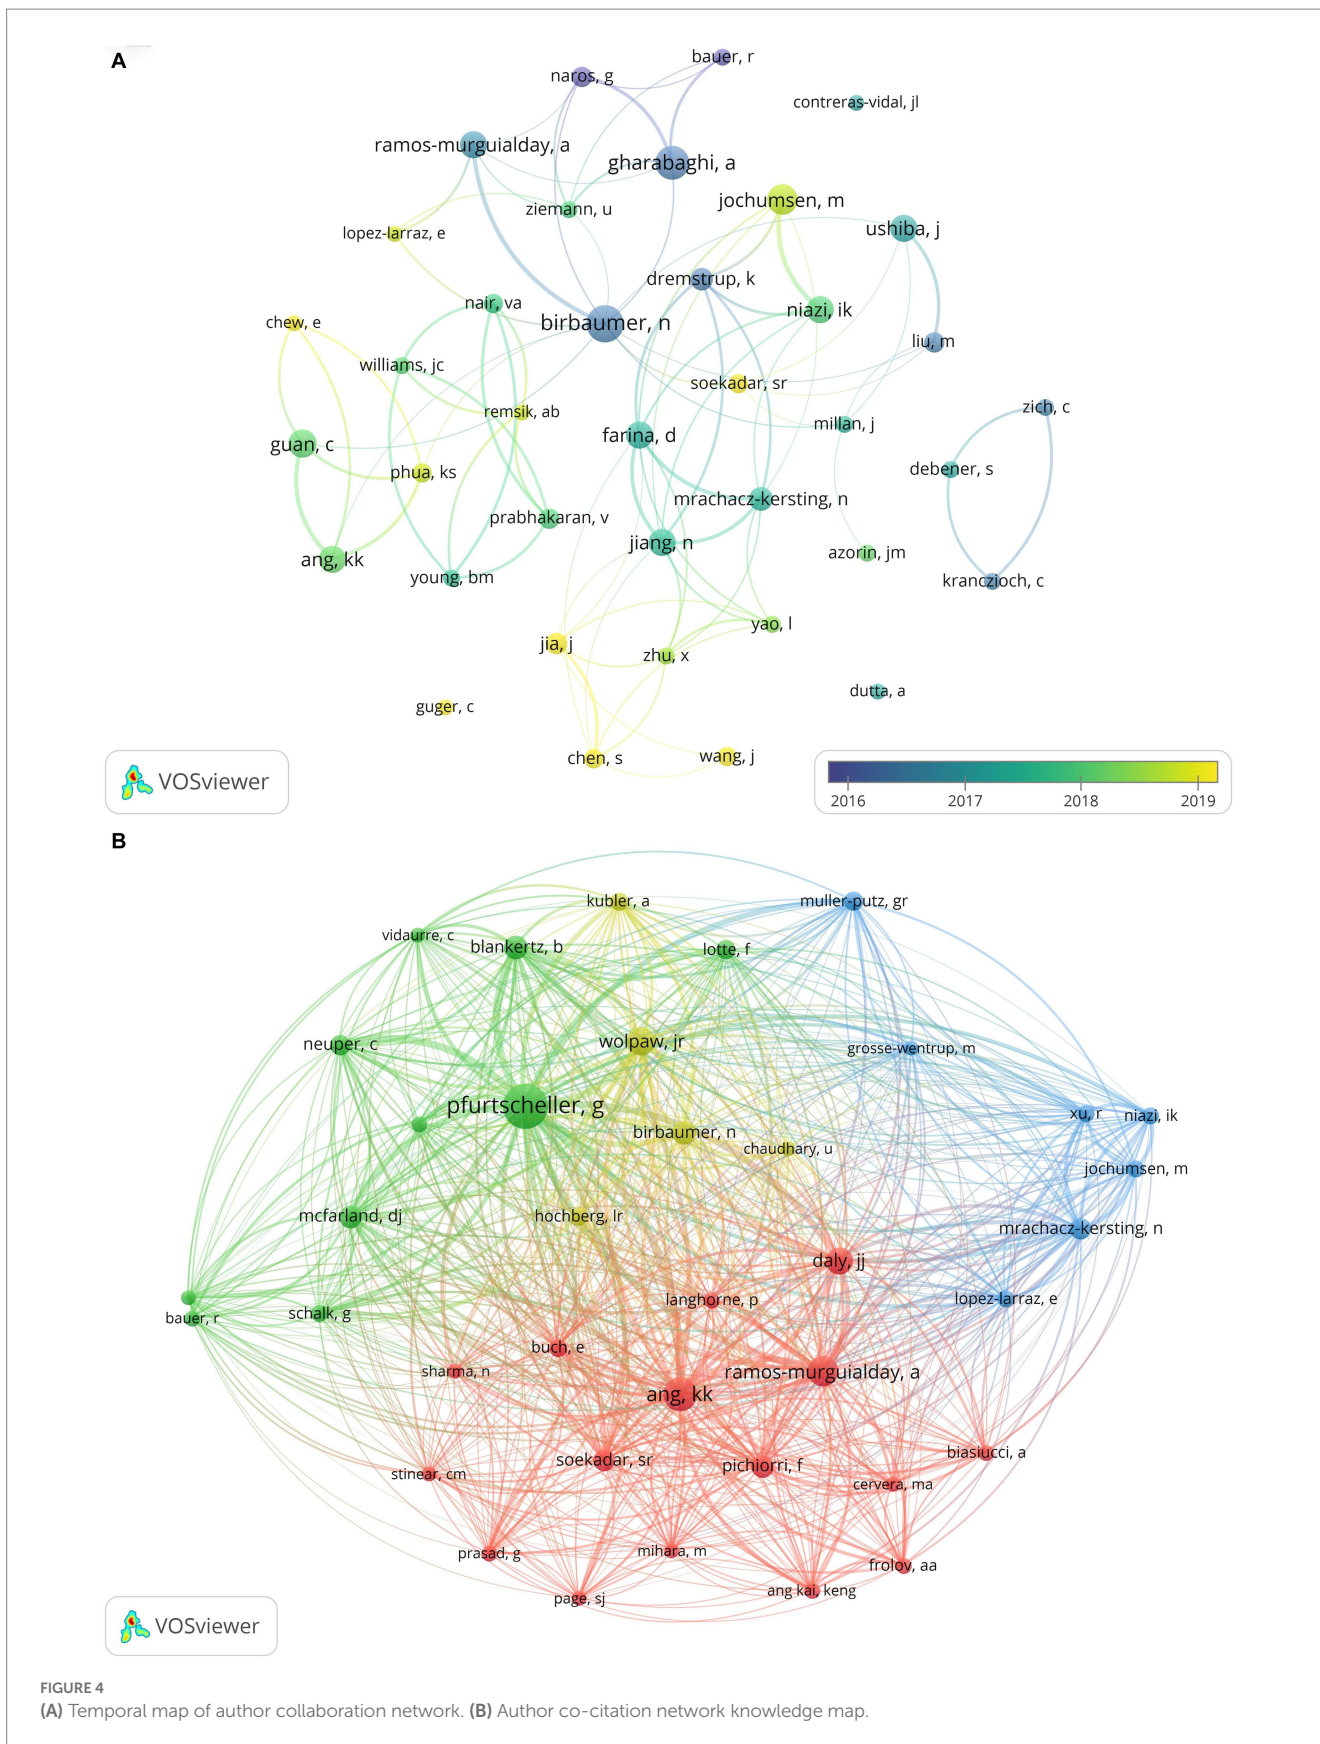 A
bauer, r
naros, g
contreras-vidal, jl
ramos-murguialday, a
gharabaghi, a
jochumsen, m
ziemann, u
ushiba, j
lopez-larraz, e
dremstrup, k
nair, va
niazi, ik
chew, e
birbaumer, n
liu, m
williams, jc
soekadar, sr
zich, c
remsik, ab
millan, j
farina, d
guan, c
debener, s
phua, ks
mrachacz-kersting, n
prabhakaran, v
jiang, n
azorin, jm
ang, kk
young, bm
kranczioch, c
yao, l
jia, j
zhu, x
dutta, a
guger, c
chen, s
wang, j
VOSviewer
2016 2017 2018 2019
B
kubler, a
muller-putz, gr
vidaurre, c
blankertz, b
lotte, f
neuper, c
wolpaw, jr
grosse-wentrup, m
pfurtscheller, g
xu, r
niazi, ik
birbaumer, n
chaudhary, u
jochumsen, m
mcfarland, dj
hochberg, lr
mrachacz-kersting, n
daly, jj
langhorne, p
lopez-larraz, e
bauer, r
schalk, g
buch, e
sharma, n
ramos-murguialday, a
ang, kk
biasiucci, a
soekadar, sr
pichiorri, f
stinear, cm
cervera, ma
prasad, g
mihara, m
frolov, aa
ang kai, keng
page, sj
VOSviewer
FIGURE 4
(A) Temporal map of author collaboration network. (B) Author co-citation network knowledge map.